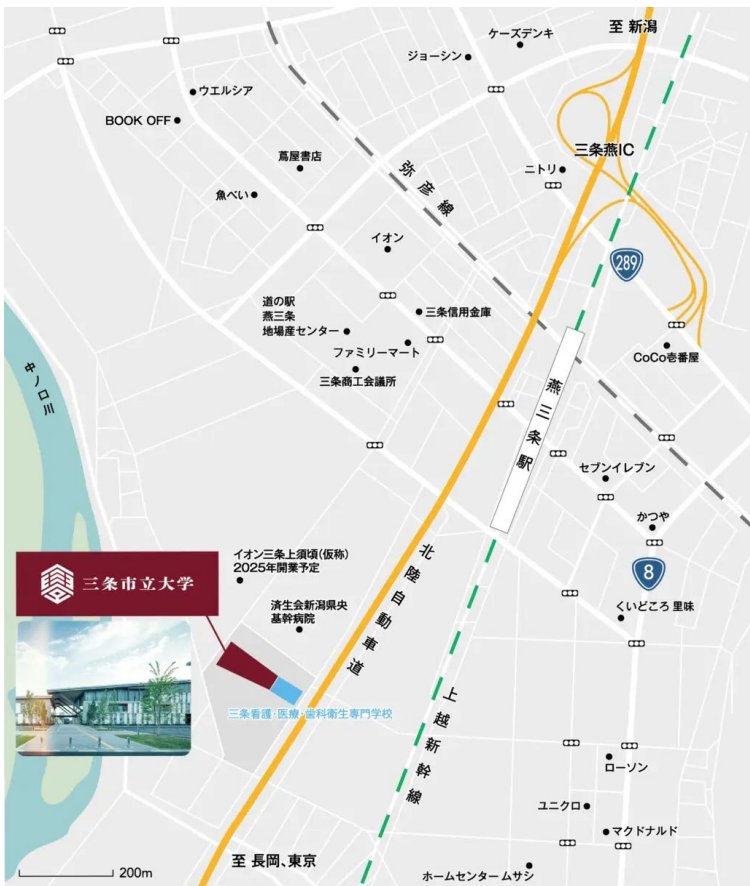 至 新潟
ケーズデンキ
ジョーシン
ウエルシア
BOOK OFF
三条燕IC
蔦屋書店
弥彦線
ニトリ
魚べい
イオン
289
道の駅
燕三条
地場産センター
三条信用金庫
ファミリーマート
CoCo壱番屋
三条商工会議所
中ノ口川
燕三条駅
セブンイレブン
かつや
北陸自動車道
イオン三条上須頃(仮称)
2025年開業予定
8
三条市立大学
済生会新潟県央
基幹病院
くいどころ 里味
三条看護・医療・歯科衛生専門学校
上越新幹線
ローソン
ユニクロ
マクドナルド
至 長岡、東京
200m
ホームセンター ムサシ